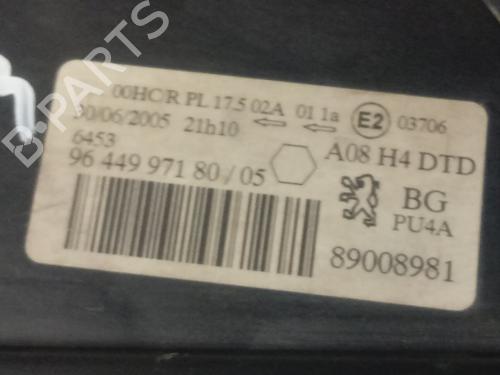 00HC/R PL 17.5 02A 01 1a E2 03706
30/06/2005 21h10
6453
96 449 971 80/05
A08 H4 DTD
BG
PU4A
89008981
B-PARTS